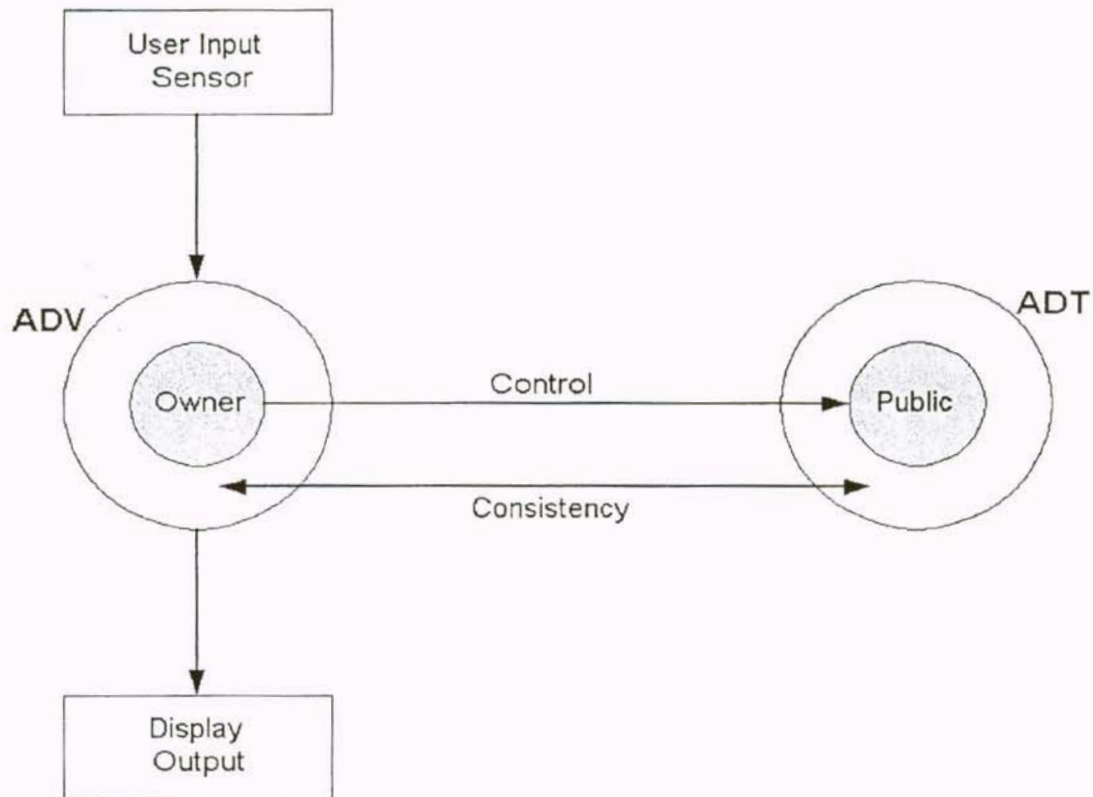 User Input
Sensor
ADV
ADT
Owner
Control
Public
Consistency
Display
Output